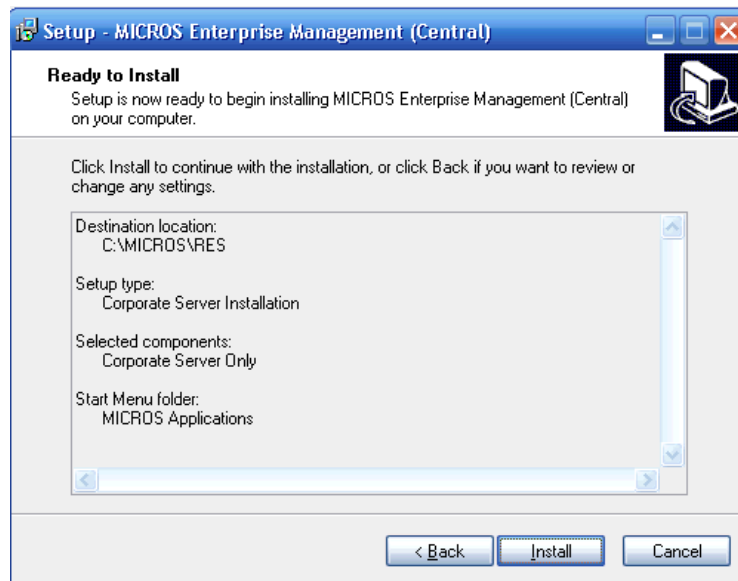 Setup - MICROS Enterprise Management (Central)
Ready to Install
Setup is now ready to begin installing MICROS Enterprise Management (Central)
on your computer.
Click Install to continue with the installation, or click Back if you want to review or
change any settings.
Destination location:
C:\MICROS\RES
Setup type:
Corporate Server Installation
Selected components:
Corporate Server Only
Start Menu folder:
MICROS Applications
< Back
Install
Cancel